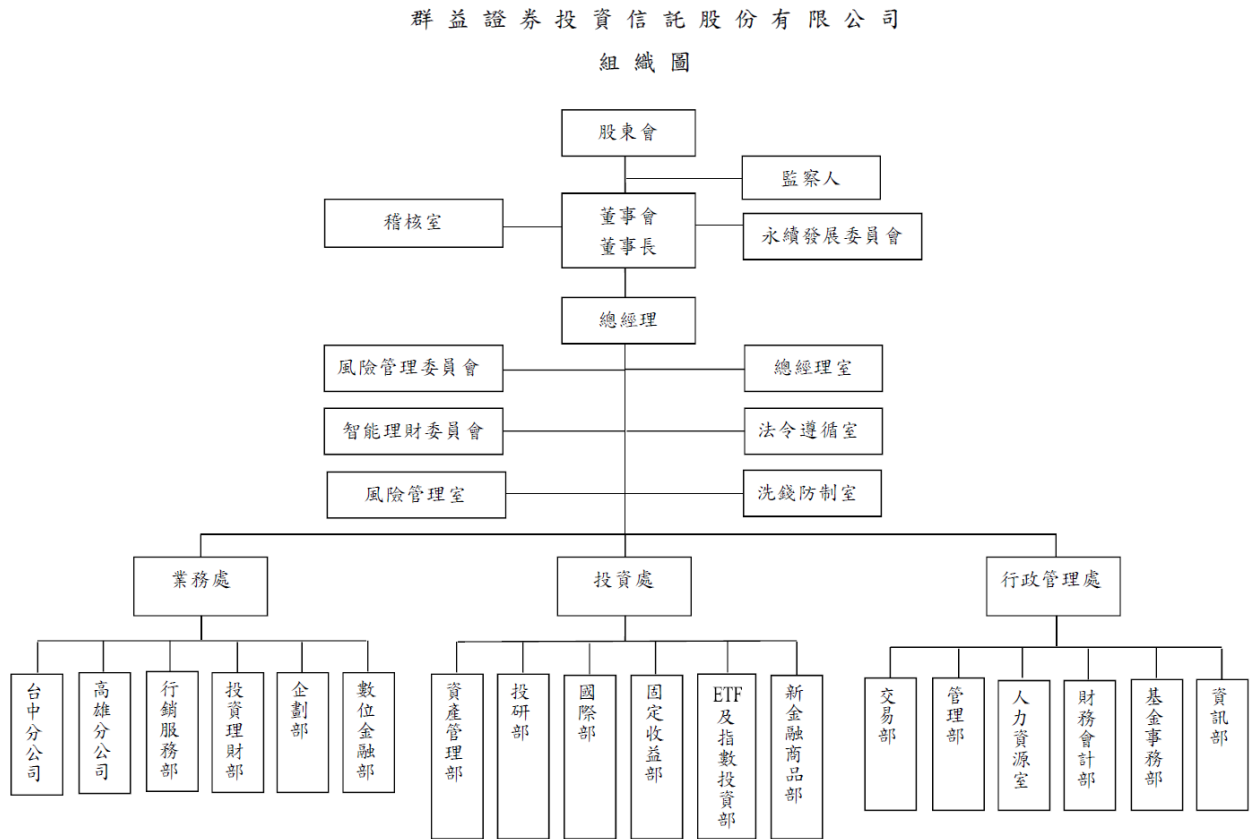 群益證券投資信託股份有限公司
組織圖
股東會
監察人
稽核室
董事會
董事長
永續發展委員會
總經理
風險管理委員會
總經理室
智能理財委員會
法令遵循室
風險管理室
洗錢防制室
業務處
投資處
行政管理處
台中分公司
高雄分公司
行銷服務部
投資理財部
企劃部
數位金融部
資產管理部
投研部
國際部
固定收益部
ETF及指數投資部
新金融商品部
交易部
管理部
人力資源室
財務會計部
基金事務部
資訊部